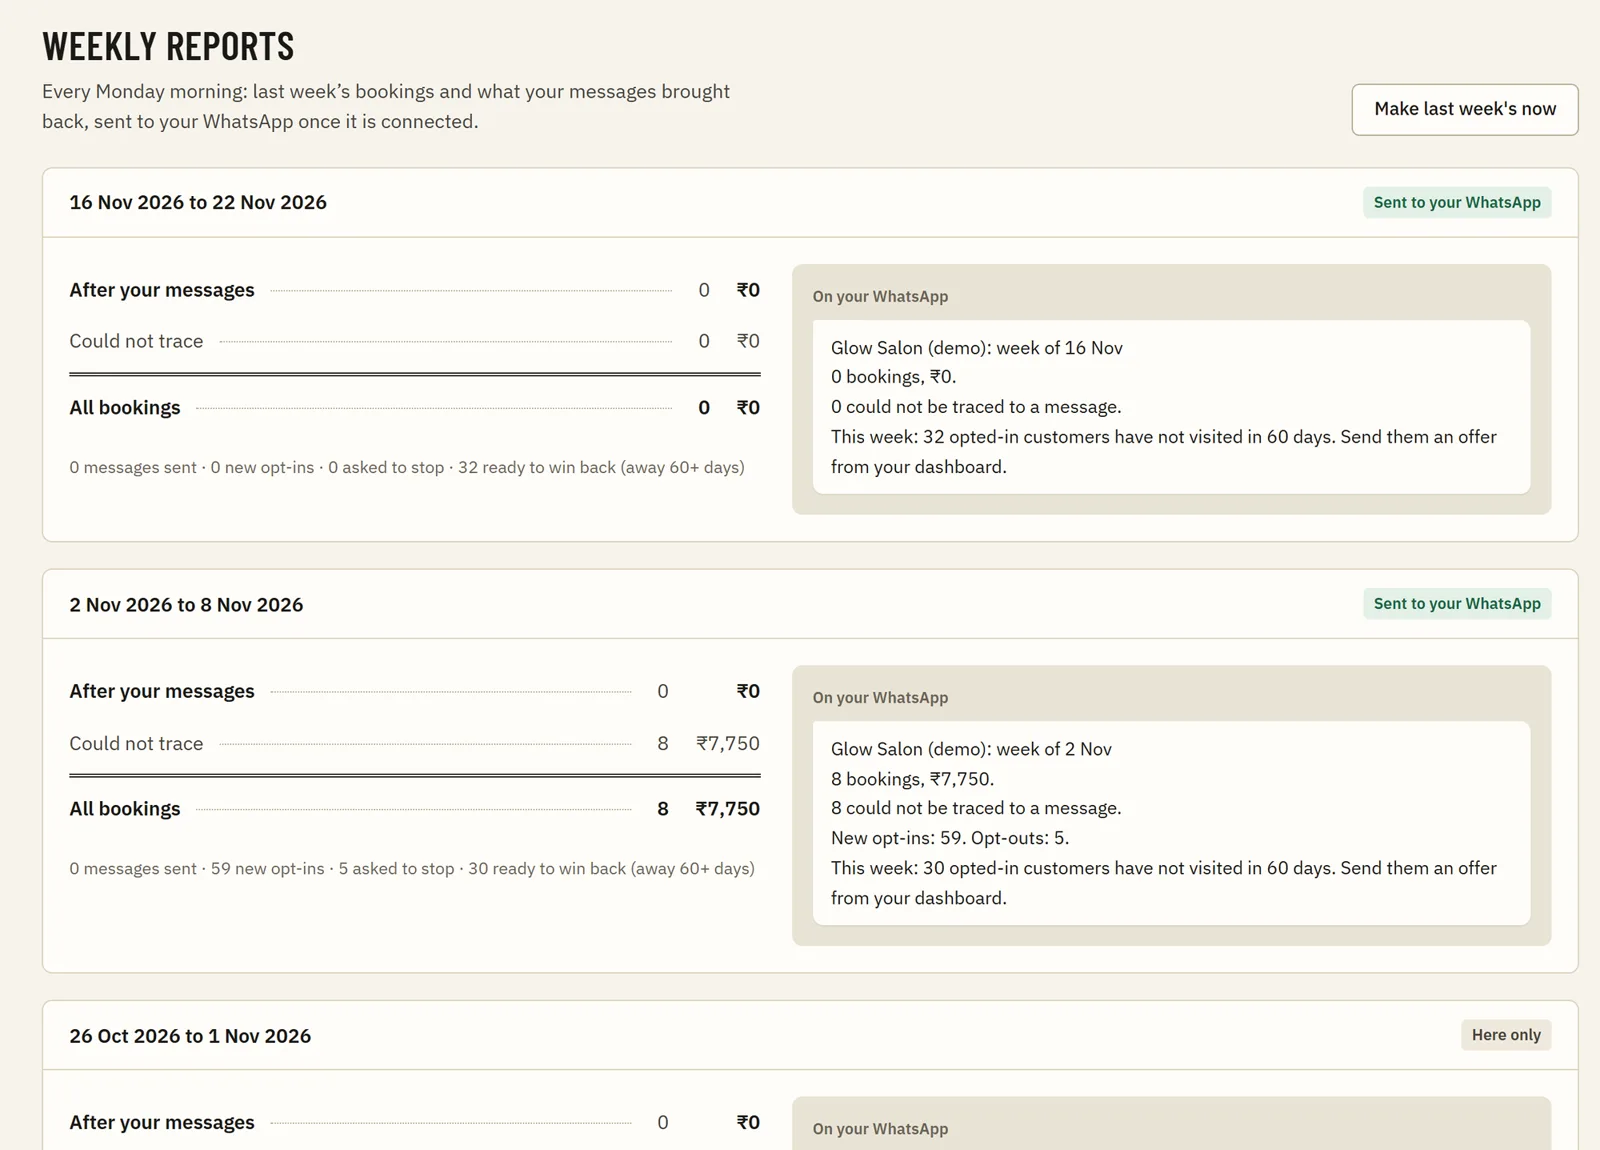 WEEKLY REPORTS
Every Monday morning: last week’s bookings and what your messages brought
back, sent to your WhatsApp once it is connected.
Make last week's now
16 Nov 2026 to 22 Nov 2026
Sent to your WhatsApp
After your messages 0 ₹0
Could not trace 0 ₹0
All bookings 0 ₹0
0 messages sent · 0 new opt-ins · 0 asked to stop · 32 ready to win back (away 60+ days)
On your WhatsApp
Glow Salon (demo): week of 16 Nov
0 bookings, ₹0.
0 could not be traced to a message.
This week: 32 opted-in customers have not visited in 60 days. Send them an offer
from your dashboard.
2 Nov 2026 to 8 Nov 2026
Sent to your WhatsApp
After your messages 0 ₹0
Could not trace 8 ₹7,750
All bookings 8 ₹7,750
0 messages sent · 59 new opt-ins · 5 asked to stop · 30 ready to win back (away 60+ days)
On your WhatsApp
Glow Salon (demo): week of 2 Nov
8 bookings, ₹7,750.
8 could not be traced to a message.
New opt-ins: 59. Opt-outs: 5.
This week: 30 opted-in customers have not visited in 60 days. Send them an offer
from your dashboard.
26 Oct 2026 to 1 Nov 2026
Here only
After your messages 0 ₹0
On your WhatsApp